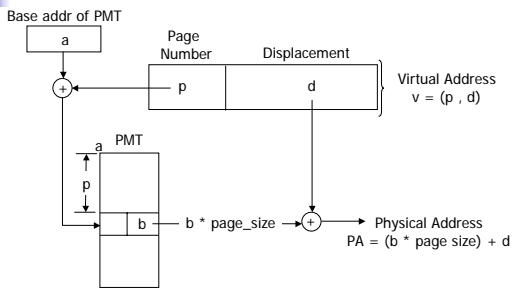 Base addr of PMT
a
Page
Number
Displacement
+
p
d
Virtual Address
v = (p , d)
a
PMT
p
b
b * page_size
+
Physical Address
PA = (b * page size) + d